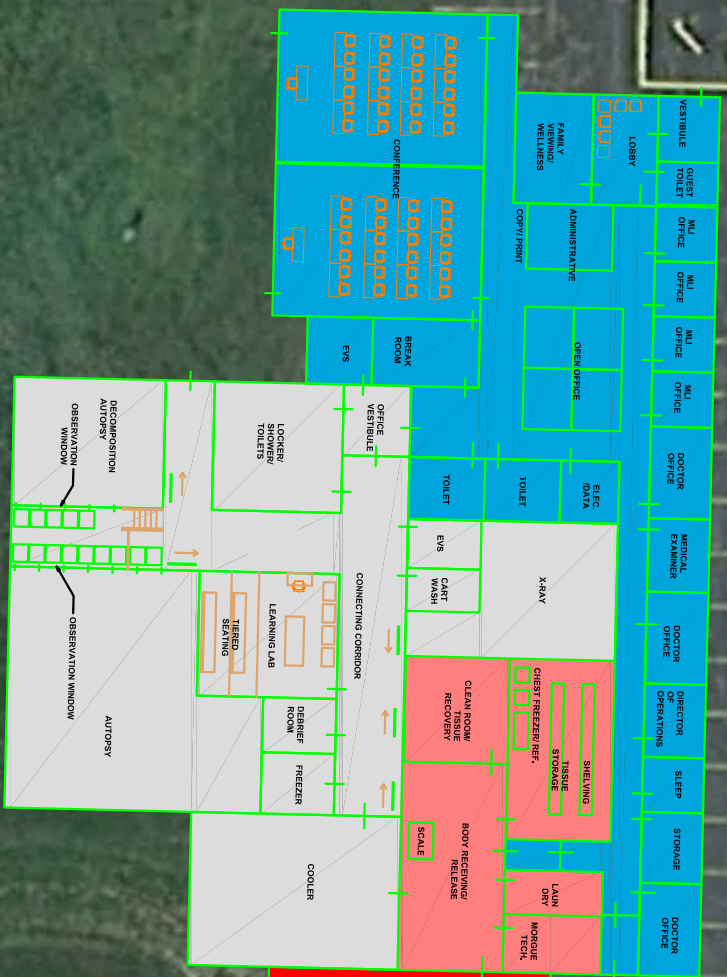 VESTIBULE
LOBBY
FAMILY
VIEWING/
WELLNESS
GUEST
TOILET
CONFERENCE
MLI
OFFICE
ADMINISTRATIVE
COPY/ PRINT
MLI
OFFICE
MLI
OFFICE
OPEN OFFICE
BREAK
ROOM
EVS
MLI
OFFICE
OFFICE
VESTIBULE
LOCKER/
SHOWER/
TOILETS
DECOMPOSITION
AUTOPSY
OBSERVATION
WINDOW
DOCTOR
OFFICE
ELEC.
/DATA
TOILET
TOILET
MEDICAL
EXAMINER
X-RAY
EVS
CART
WASH
CONNECTING CORRIDOR
LEARNING LAB
TIERED
SEATING
OBSERVATION WINDOW
DOCTOR
OFFICE
DIRECTOR
OF
OPERATIONS
SHELVING
TISSUE
STORAGE
CHEST FREEZER/ REF.
CLEAN ROOM/
TISSUE
RECOVERY
DEBRIEF
ROOM
AUTOPSY
FREEZER
SLEEP
STORAGE
BODY RECEIVING/
RELEASE
SCALE
COOLER
LAUN
DRY
MORGUE
TECH.
DOCTOR
OFFICE